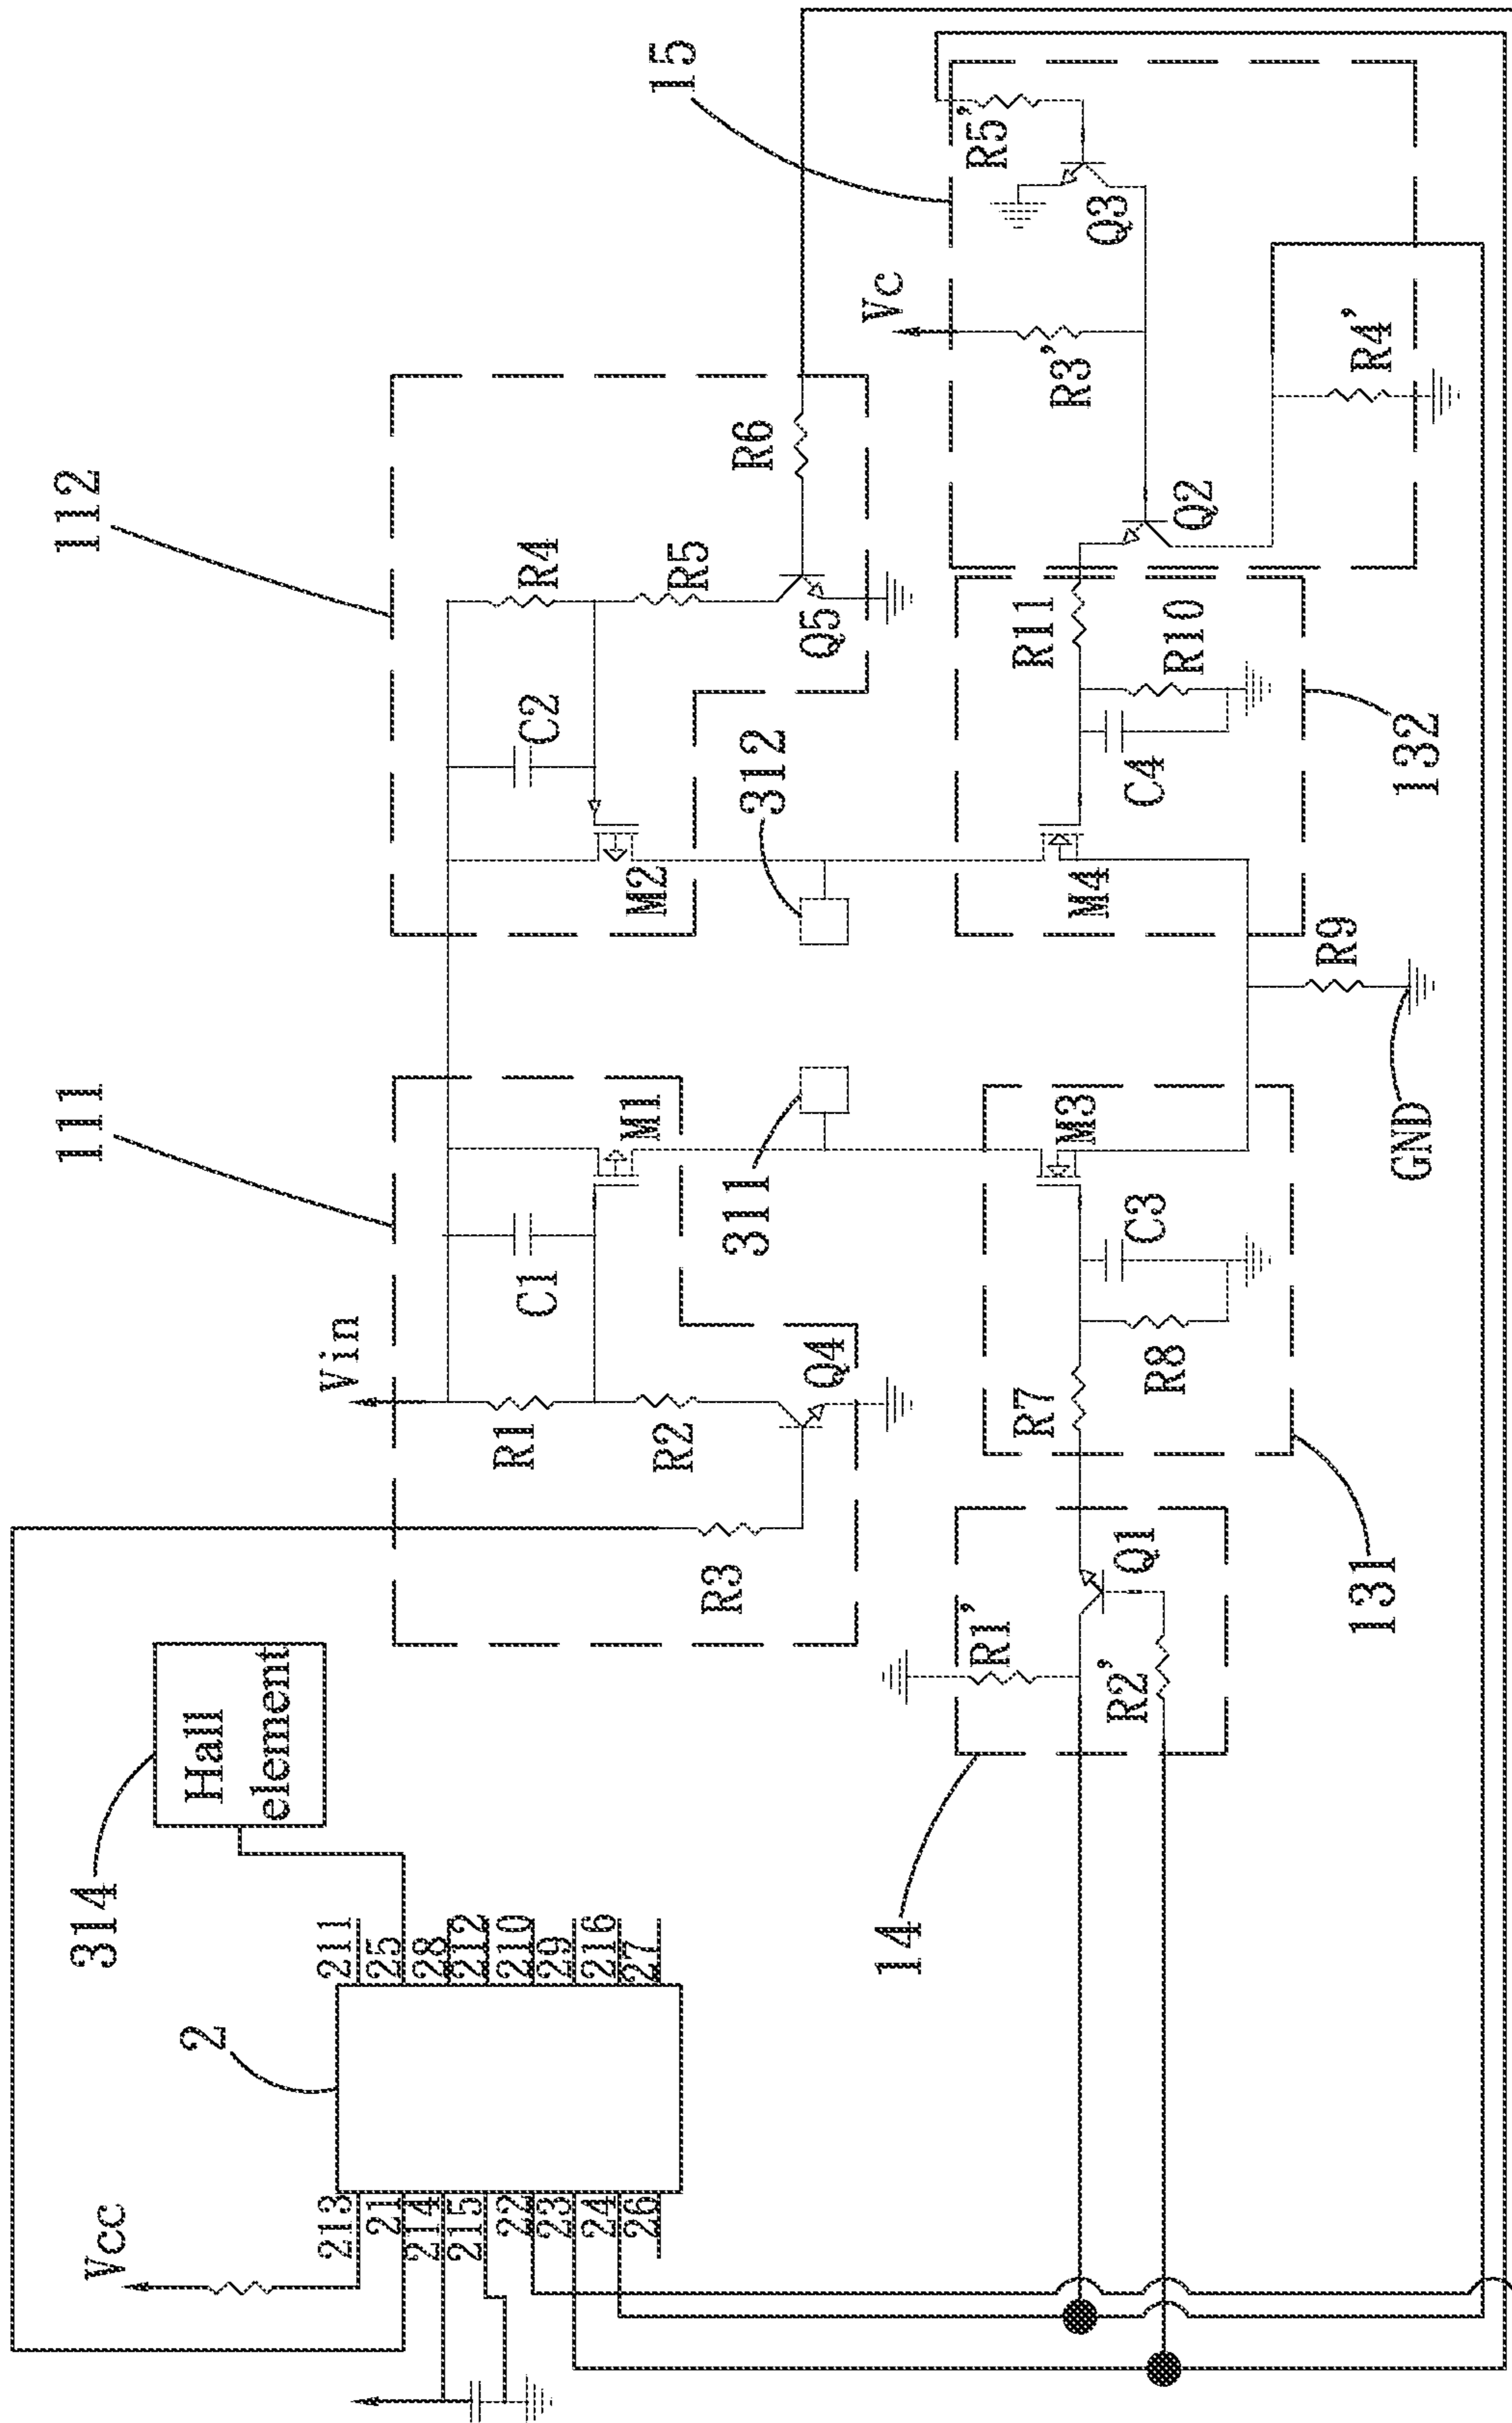 111
112
15
Vin
R1
R2
R3
C1
M1
Q4
C2
R4
R5
M2
Q5
R6
Vc
R3'
R5'
Q3
Q2
R4'
311
312
314
Hall
element
2
Vcc
213
21
214
215
22
23
24
26
211
25
28
212
210
29
216
27
14
R1'
R2'
Q1
R7
R8
C3
M3
131
GND
R9
M4
C4
R10
R11
132